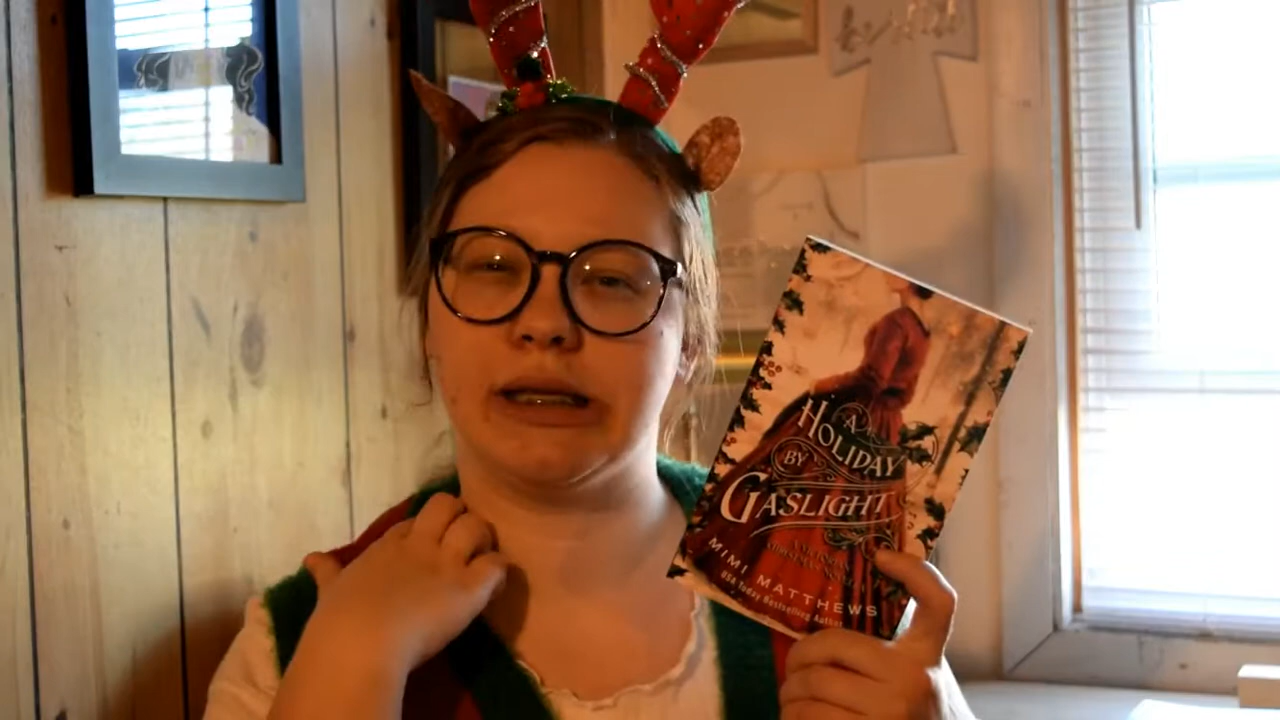 A
HOLIDAY
BY
GASLIGHT
MIMI MATTHEWS
USA Today Bestselling Author